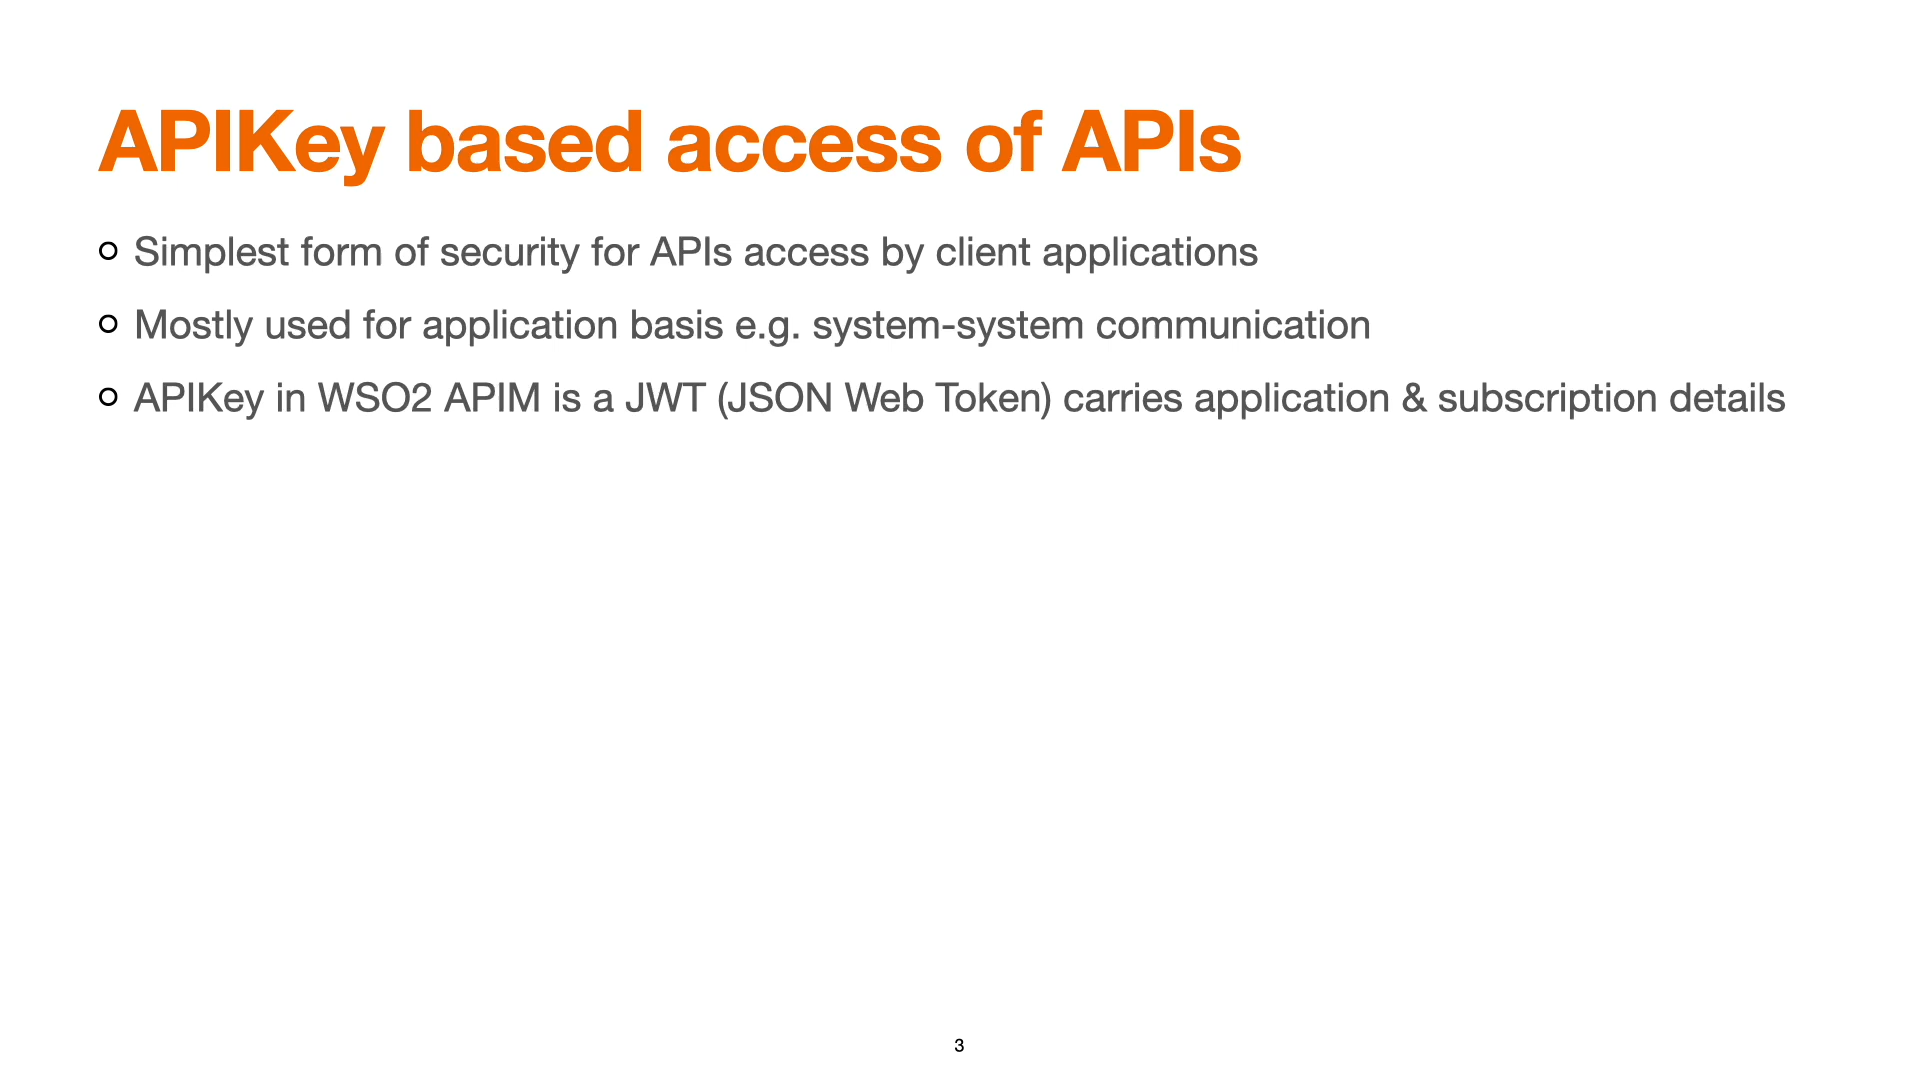 APIKey based access of APIs
Simplest form of security for APIs access by client applications
Mostly used for application basis e.g. system-system communication
APIKey in WSO2 APIM is a JWT (JSON Web Token) carries application & subscription details
3